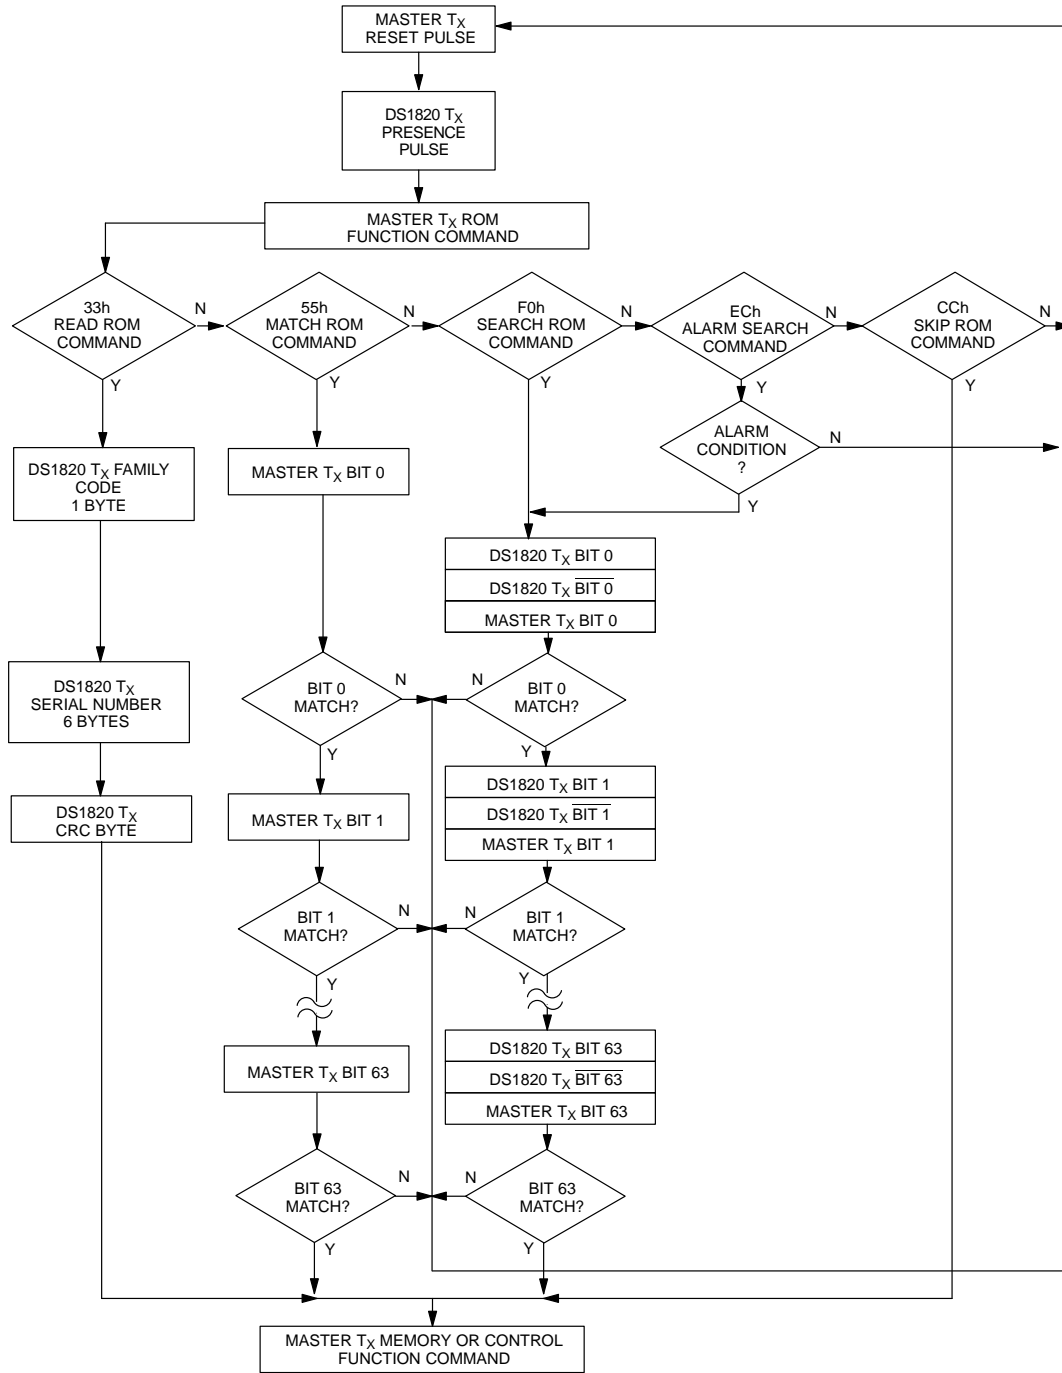 MASTER TX
RESET PULSE
DS1820 TX
PRESENCE
PULSE
MASTER TX ROM
FUNCTION COMMAND
33h
READ ROM
COMMAND
N
Y
55h
MATCH ROM
COMMAND
N
Y
F0h
SEARCH ROM
COMMAND
N
Y
ECh
ALARM SEARCH
COMMAND
N
Y
CCh
SKIP ROM
COMMAND
N
Y
ALARM
CONDITION
?
N
Y
DS1820 TX FAMILY
CODE
1 BYTE
DS1820 TX
SERIAL NUMBER
6 BYTES
DS1820 TX
CRC BYTE
MASTER TX BIT 0
BIT 0
MATCH?
N
Y
MASTER TX BIT 1
BIT 1
MATCH?
N
Y
MASTER TX BIT 63
BIT 63
MATCH?
N
Y
DS1820 TX BIT 0
DS1820 TX B̅I̅T̅ ̅0̅
MASTER TX BIT 0
N
BIT 0
MATCH?
Y
DS1820 TX BIT 1
DS1820 TX B̅I̅T̅ ̅1̅
MASTER TX BIT 1
N
BIT 1
MATCH?
Y
DS1820 TX BIT 63
DS1820 TX B̅I̅T̅ ̅6̅3̅
MASTER TX BIT 63
N
BIT 63
MATCH?
Y
MASTER TX MEMORY OR CONTROL
FUNCTION COMMAND